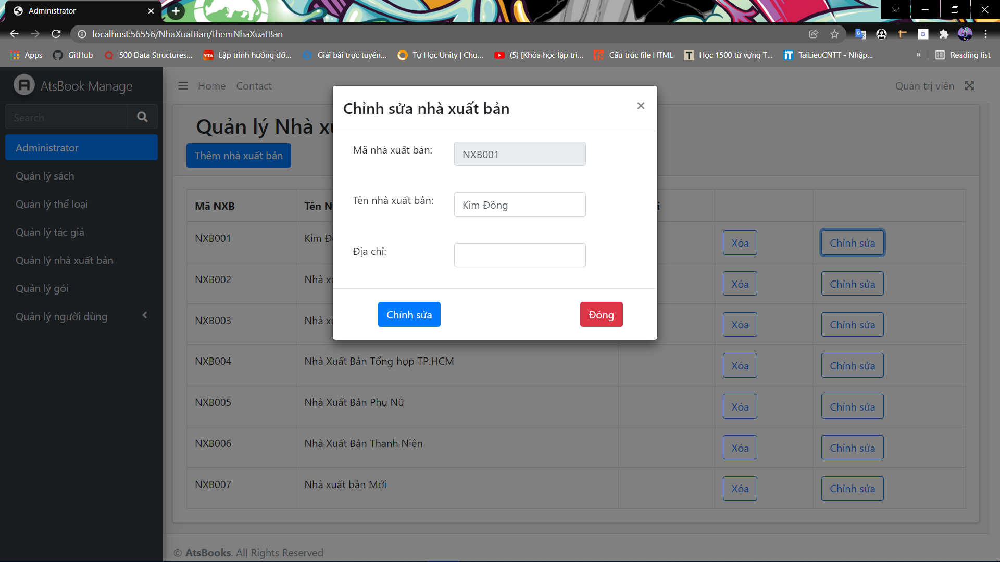 Administrator
localhost:56556/NhaXuatBan/themNhaXuatBan
Apps GitHub 500 Data Structures... Lập trình hướng đố... Giải bài trực tuyến... Tự Học Unity | Chu... (5) [Khóa học lập trì... Cấu trúc file HTML Học 1500 từ vựng T... TaiLieuCNTT - Nhập... » Reading list
AtsBook Manage
Search
Administrator
Quản lý sách
Quản lý thể loại
Quản lý tác giả
Quản lý nhà xuất bản
Quản lý gói
Quản lý người dùng
Home Contact
Quản trị viên
Quản lý Nhà
Thêm nhà xuất bản
Chỉnh sửa nhà xuất bản ×
Mã nhà xuất bản: NXB001
Tên nhà xuất bản: Kim Đồng
Địa chỉ:
Chỉnh sửa Đóng
Mã NXB Tên
NXB001 Kim Xóa Chỉnh sửa
NXB002 Nhà Xóa Chỉnh sửa
NXB003 Nhà Xóa Chỉnh sửa
NXB004 Nhà Xuất Bản Tổng hợp TP.HCM Xóa Chỉnh sửa
NXB005 Nhà Xuất Bản Phụ Nữ Xóa Chỉnh sửa
NXB006 Nhà Xuất Bản Thanh Niên Xóa Chỉnh sửa
NXB007 Nhà xuất bản Mới Xóa Chỉnh sửa
© AtsBooks. All Rights Reserved